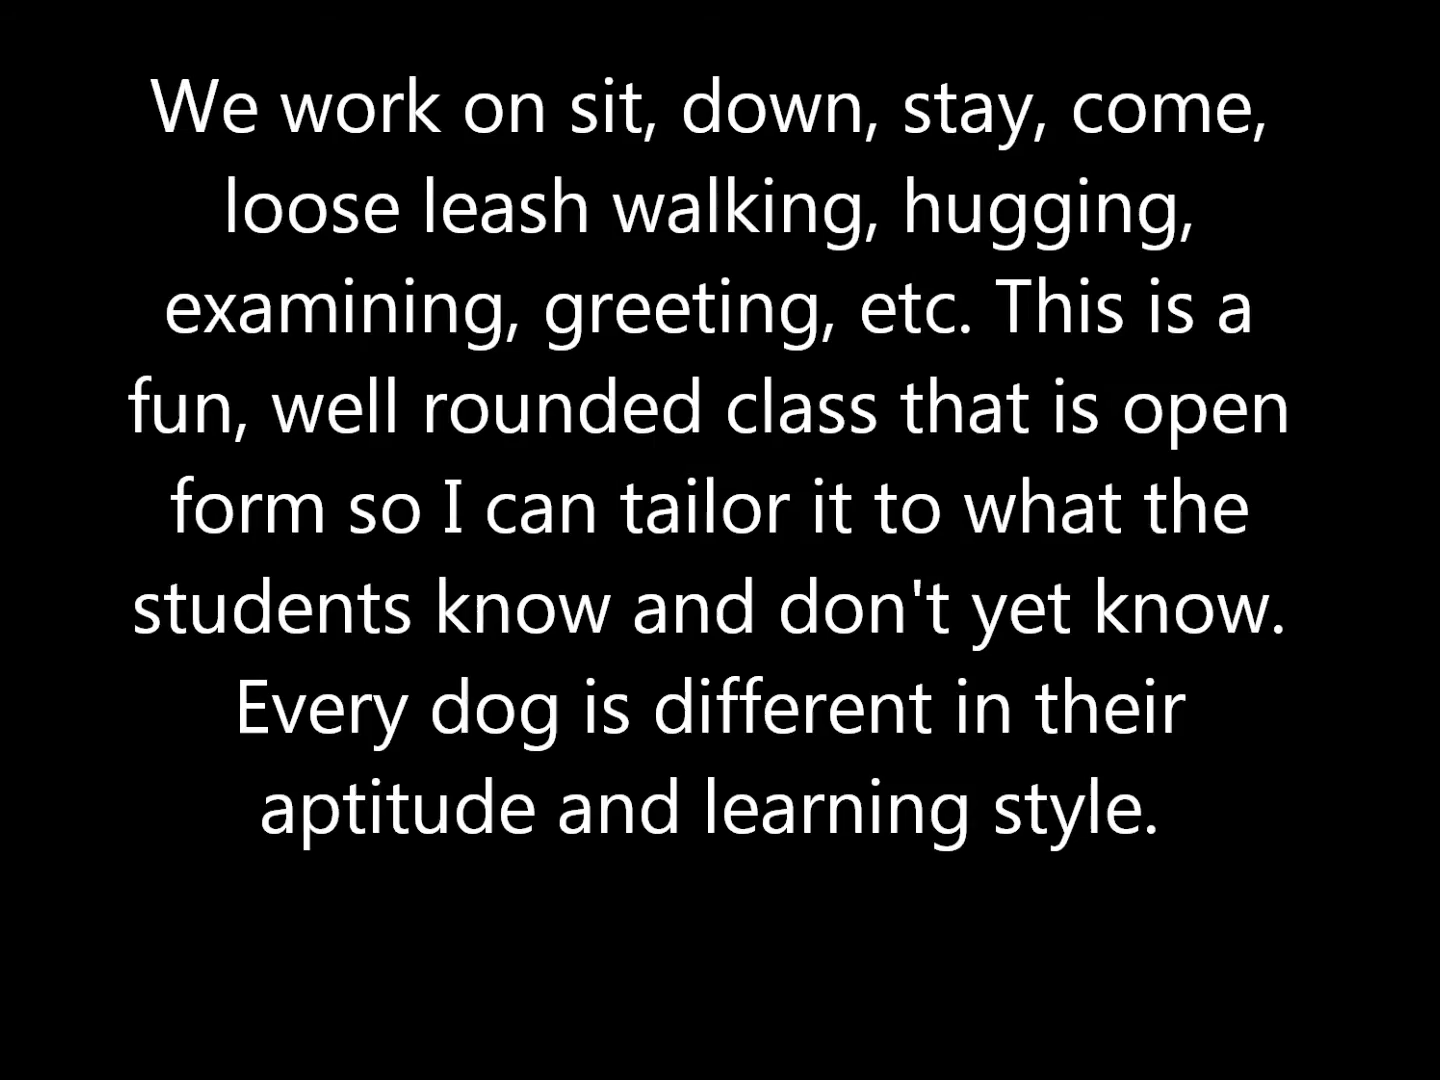 We work on sit, down, stay, come,
loose leash walking, hugging,
examining, greeting, etc. This is a
fun, well rounded class that is open
form so I can tailor it to what the
students know and don't yet know.
Every dog is different in their
aptitude and learning style.